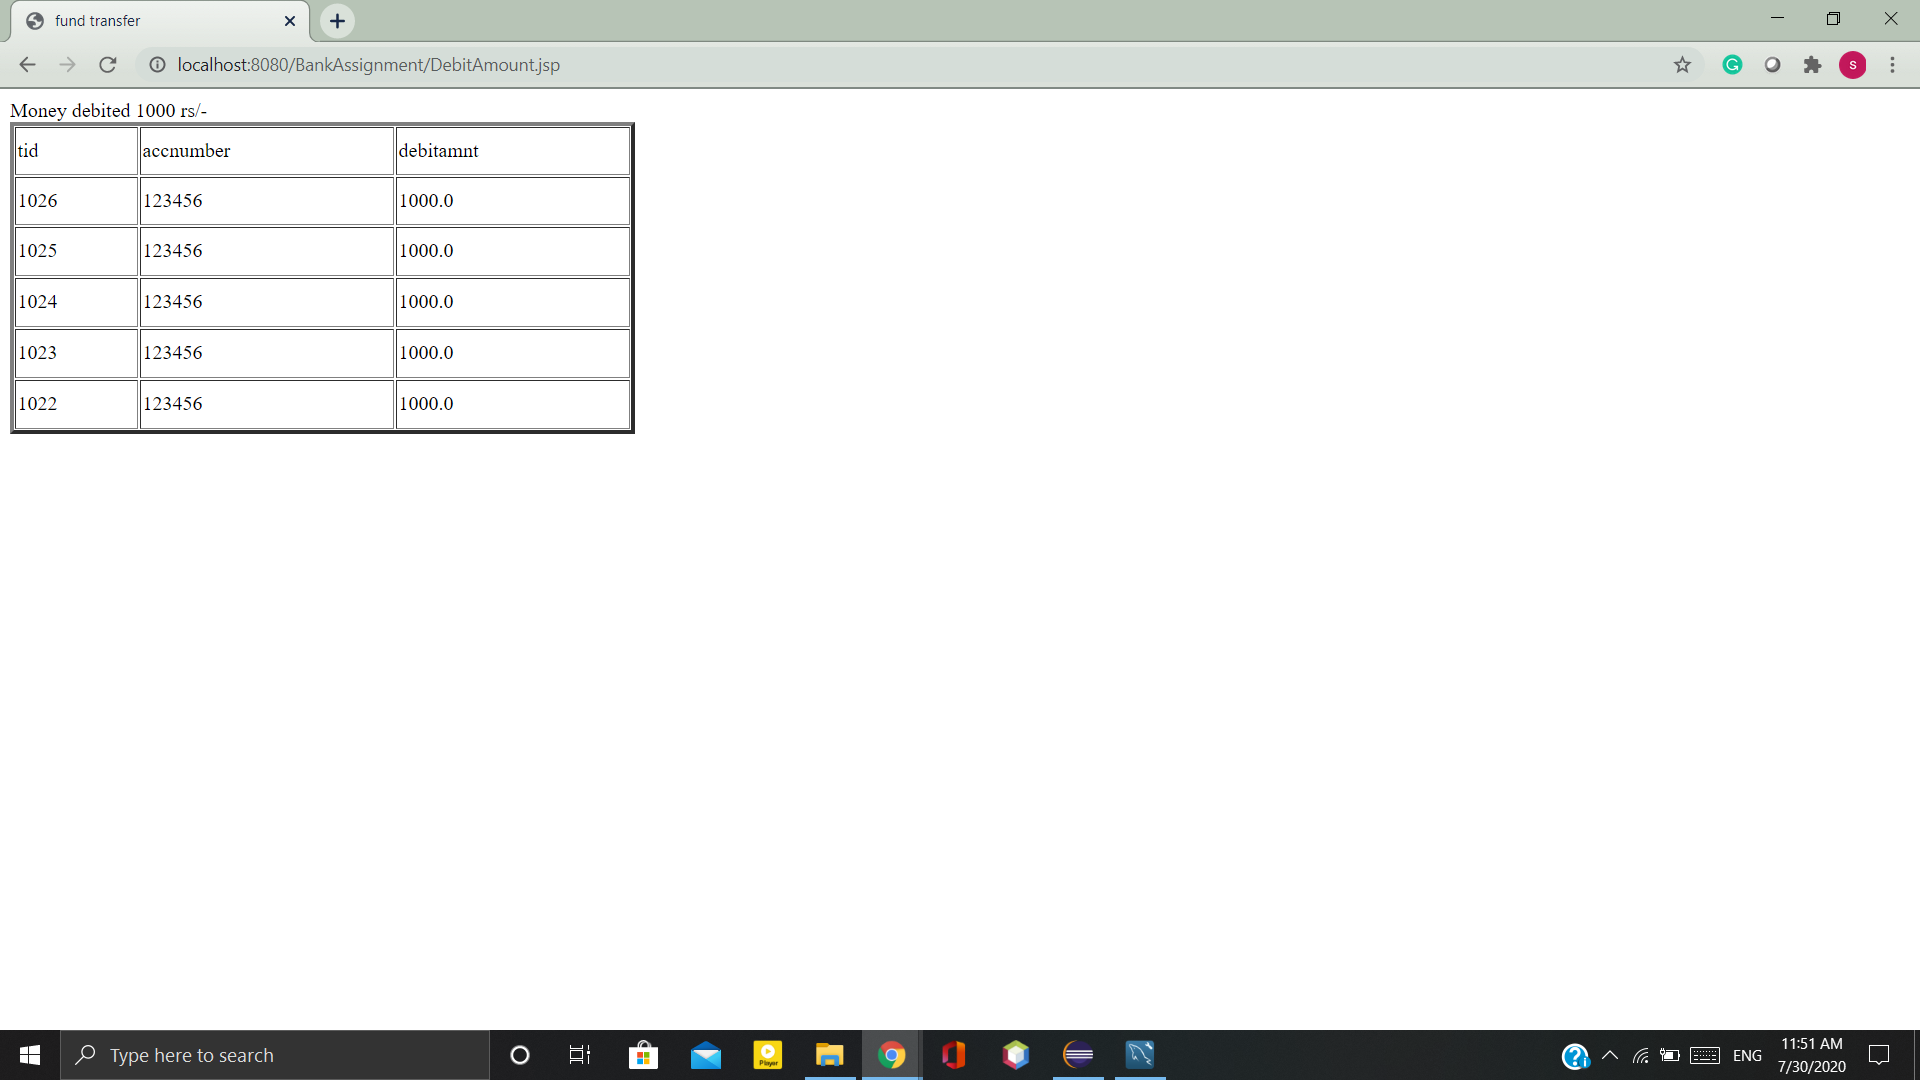 fund transfer
localhost:8080/BankAssignment/DebitAmount.jsp
S
Money debited 1000 rs/-
tid accnumber debitamnt
1026 123456 1000.0
1025 123456 1000.0
1024 123456 1000.0
1023 123456 1000.0
1022 123456 1000.0
Type here to search
Player
ENG
11:51 AM
7/30/2020